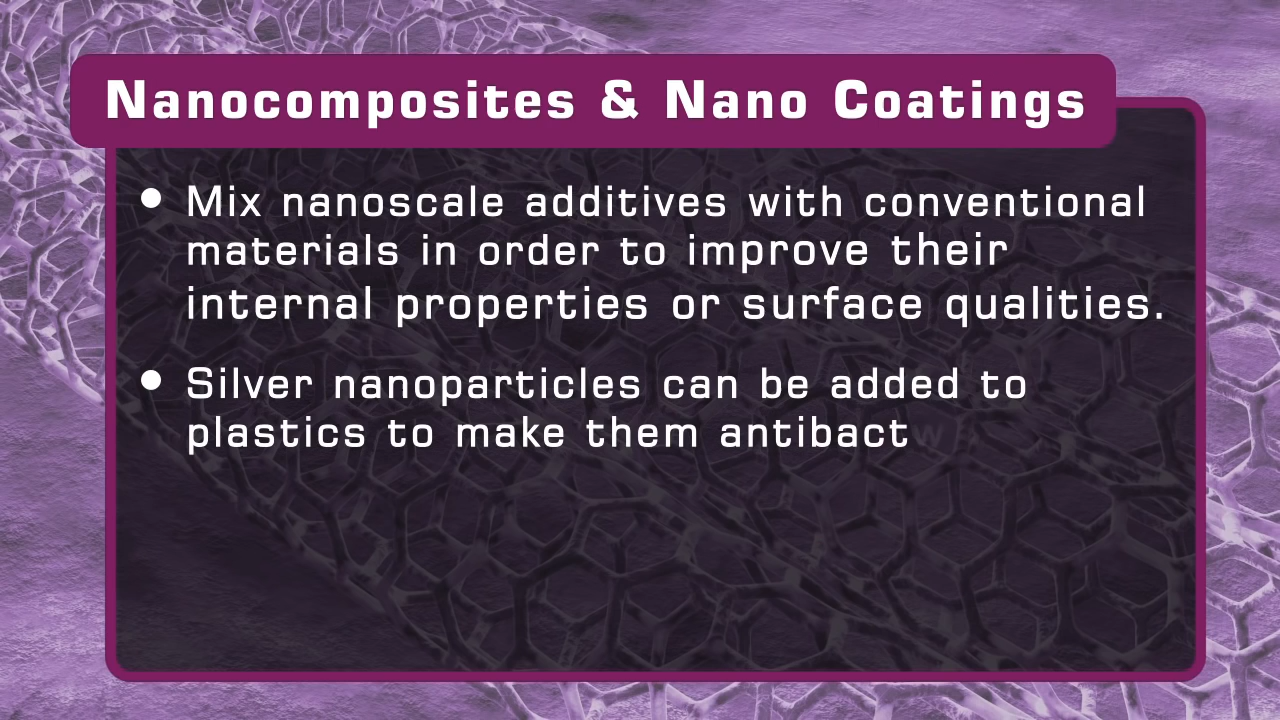 Nanocomposites & Nano Coatings
• Mix nanoscale additives with conventional
materials in order to improve their
internal properties or surface qualities.
• Silver nanoparticles can be added to
plastics to make them antibact